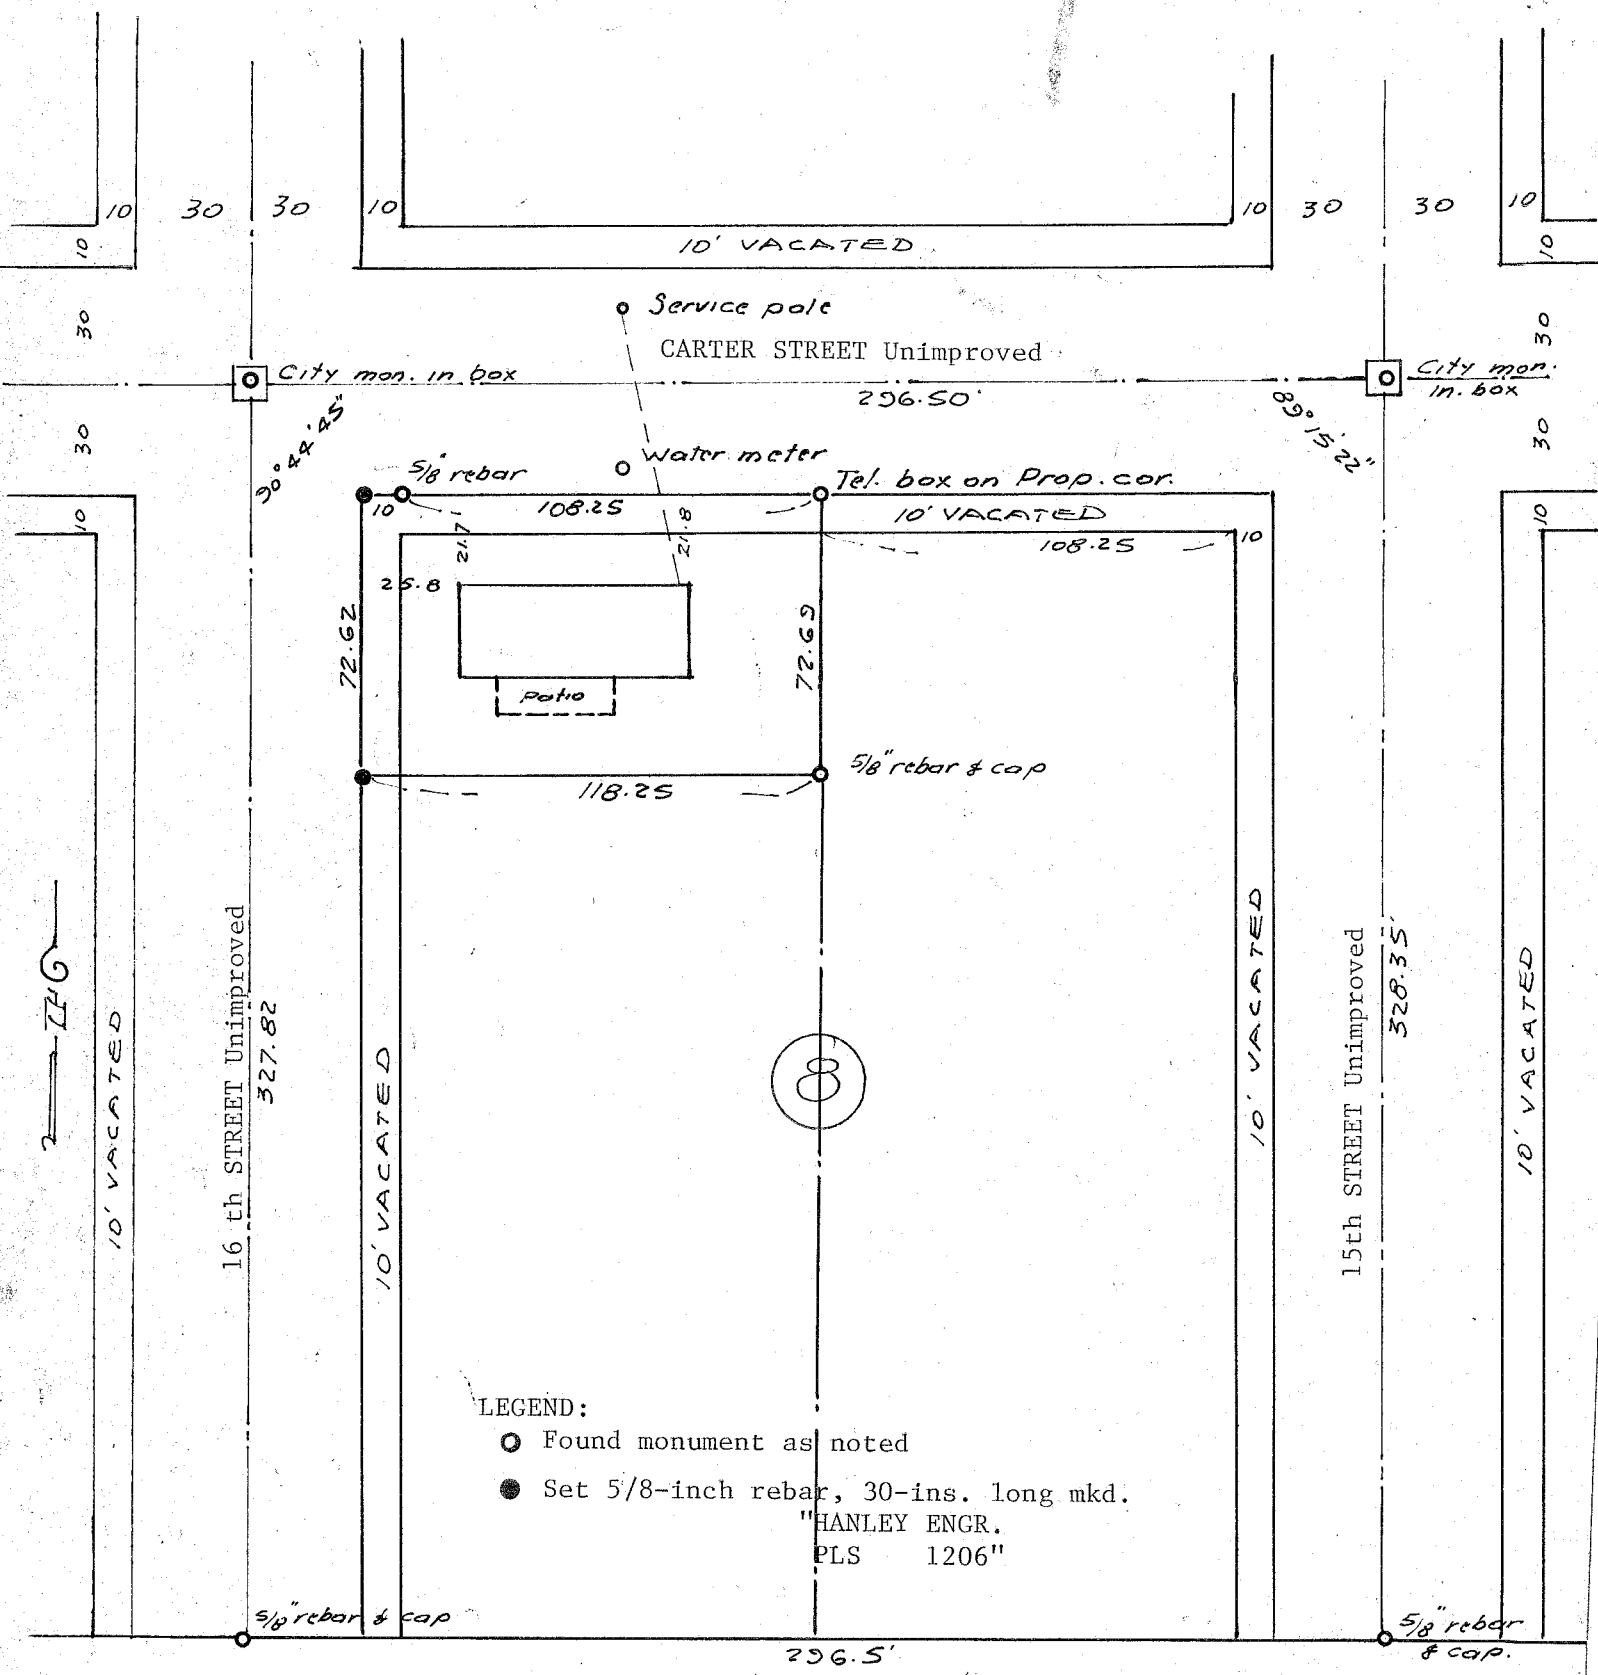 10 30 30 10 10 30 30 10
10 10' VACATED 10
30 30
Service pole
CARTER STREET Unimproved
City mon. in box
City mon.
in. box
296.50'
30 30
90° 44' 45"
89° 15' 22"
5/8" rebar
Water meter
Tel. box on Prop. cor.
10 10 108.25
10' VACATED 10
21.7 21.8
108.25 10
25.8
72.62
72.69
Patio
118.25
5/8" rebar & cap
10' VACATED
16 th STREET Unimproved
327.82
10' VACATED
8
10' VACATED
15th STREET Unimproved
328.35'
10' VACATED
LEGEND:
Found monument as noted
Set 5/8-inch rebar, 30-ins. long mkd.
"HANLEY ENGR.
PLS 1206"
5/8" rebar & cap
296.5'
5/8" rebar
& cap.